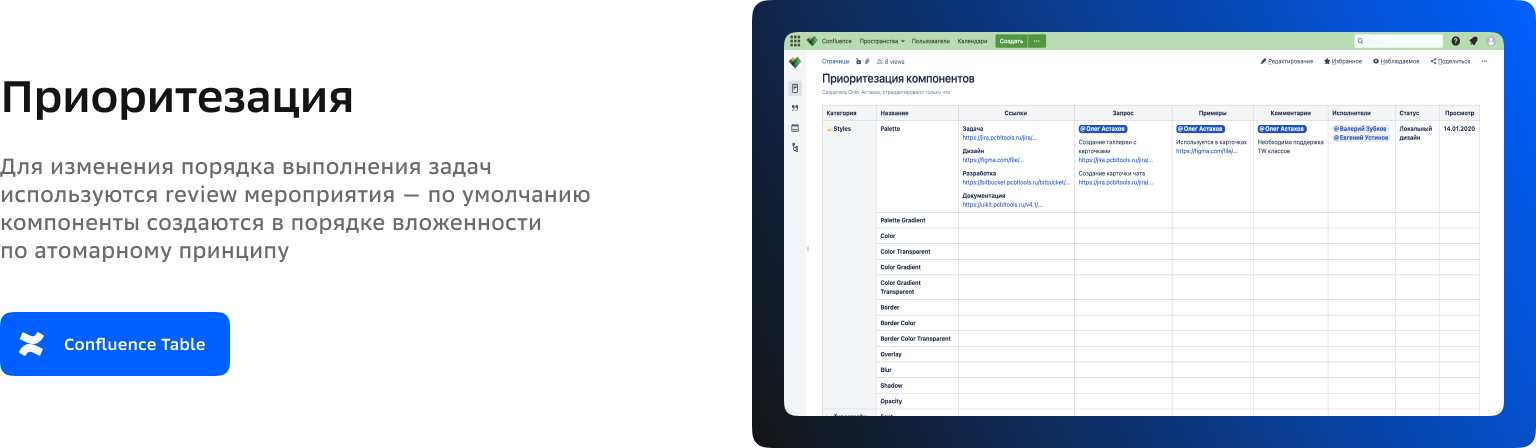 Приоритезация
Для изменения порядка выполнения задач
используются review мероприятия — по умолчанию
компоненты создаются в порядке вложенности
по атомарному принципу
Confluence Table
Confluence Пространства Пользователи Календари Создать ···
Страницы 8 views Редактирование Избранное Наблюдаемое Поделиться ···
Приоритезация компонентов
Создатель Олег Астахов, отредактировано только что
Категория Название Ссылки Запрос Примеры Комментарии Исполнители Статус Просмотр
Styles Palette
Задача
https://jira.pcbltools.ru/jira/...
Дизайн
https://figma.com/file/...
Разработка
https://bitbucket.pcbltools.ru/bitbucket/...
Документация
https://uikit.pcbltools.ru/v4.1/...
@Олег Астахов
Создание галлереи с
карточками
https://jira.pcbltools.ru/jira/...
Создание карточки чата
https://jira.pcbltools.ru/jira/...
@Олег Астахов
Используется в карточках
https://figma.com/file/...
@Олег Астахов
Необходима поддержка
TW классов
@Валерий Зубков
@Евгений Устинов
Локальный
дизайн
14.01.2020
Palette Gradient
Color
Color Transparent
Color Gradient
Color Gradient
Transparent
Border
Border Color
Border Color Transparent
Overlay
Blur
Shadow
Opacity